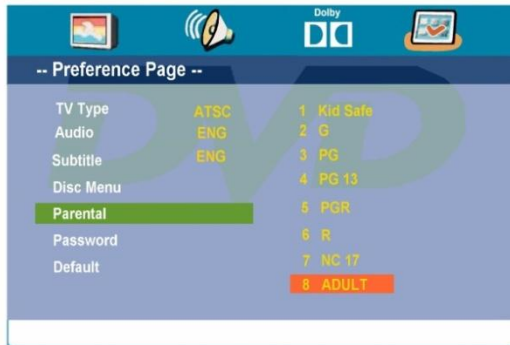 Dolby
-- Preference Page --
TV Type ATSC 1 Kid Safe
Audio ENG 2 G
Subtitle ENG 3 PG
Disc Menu 4 PG 13
Parental 5 PGR
Password 6 R
Default 7 NC 17
8 ADULT
DVD